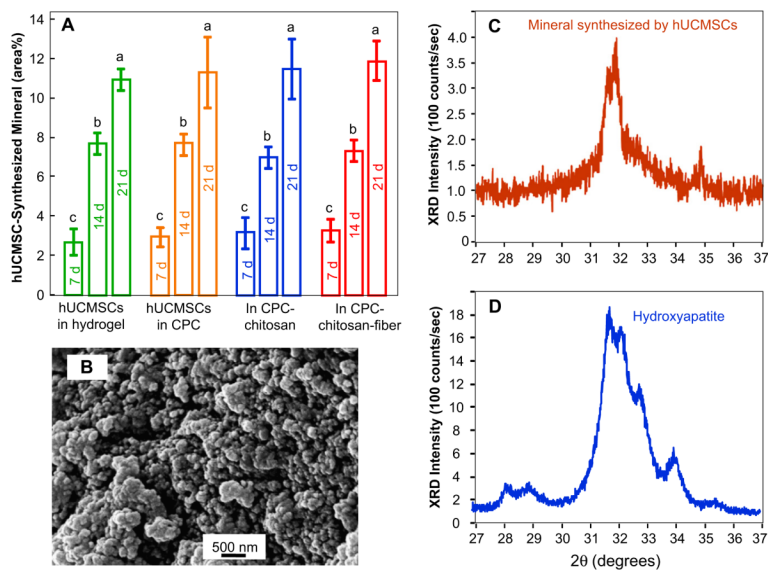 A
hUCMSC-Synthesized Mineral (area%)
14
12
10
8
6
4
2
0
a
b
c
7 d
14 d
21 d
a
b
c
7 d
14 d
21 d
a
b
c
7 d
14 d
21 d
a
b
c
7 d
14 d
21 d
hUCMSCs
in hydrogel
hUCMSCs
in CPC
In CPC-
chitosan
In CPC-
chitosan-fiber
B
500 nm
C
Mineral synthesized by hUCMSCs
XRD Intensity (100 counts/sec)
4.0
3.5
3.0
2.5
2.0
1.5
1.0
0.5
0
27 28 29 30 31 32 33 34 35 36 37
D
Hydroxyapatite
XRD Intensity (100 counts/sec)
18
16
14
12
10
8
6
4
2
0
27 28 29 30 31 32 33 34 35 36 37
2θ (degrees)